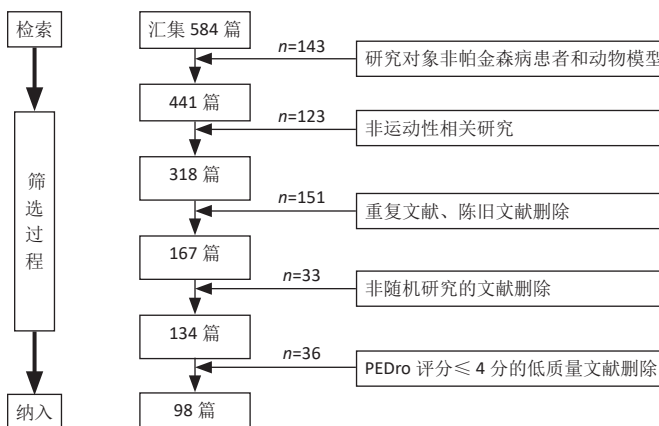 检索
汇集 584 篇
n=143
研究对象非帕金森病患者和动物模型
441 篇
n=123
非运动性相关研究
筛选过程
318 篇
n=151
重复文献、陈旧文献删除
167 篇
n=33
非随机研究的文献删除
134 篇
n=36
PEDro 评分≤ 4 分的低质量文献删除
纳入
98 篇